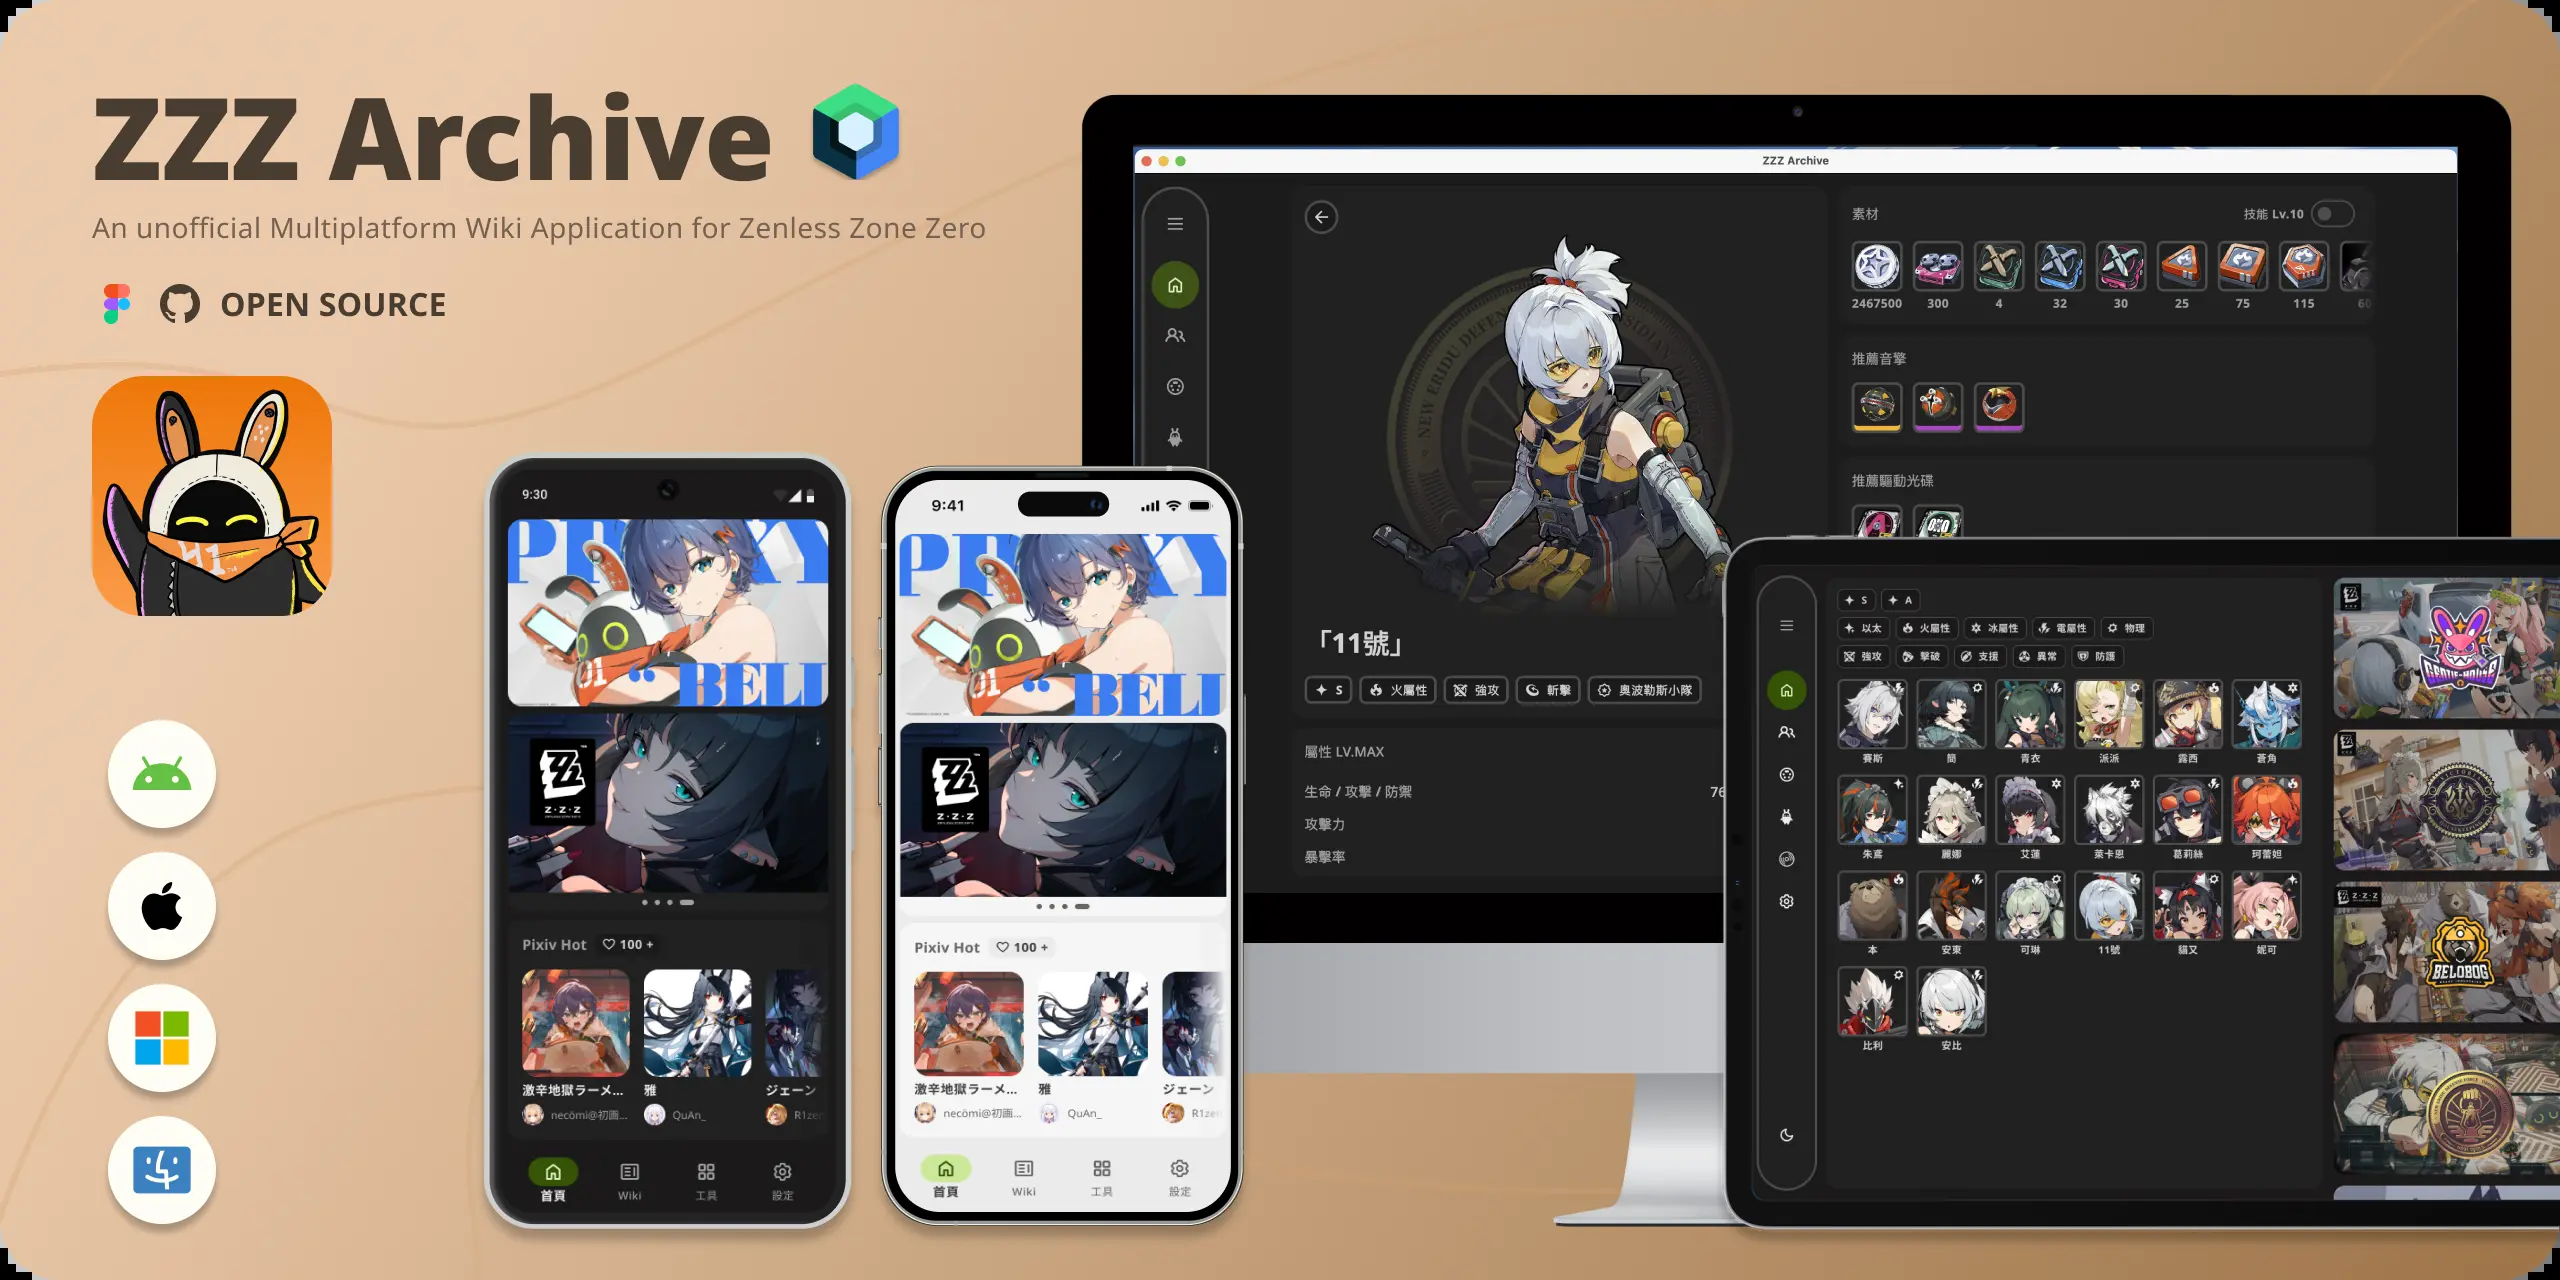 ZZZ Archive
An unofficial Multiplatform Wiki Application for Zenless Zone Zero
OPEN SOURCE
9:30
BELL
Z·Z·Z
Pixiv Hot
100 +
激辛地獄ラーメ...
雅
ジェーン
necömi@初画...
QuAn_
首頁
Wiki
工具
設定
9:41
BELL
Z·Z·Z
Pixiv Hot
100 +
激辛地獄ラーメ...
雅
ジェーン
necömi@初画...
QuAn_
首頁
Wiki
工具
設定
ZZZ Archive
NEW ERIDU DEFEN
「11號」
S
火屬性
強攻
斬擊
奧波勒斯小隊
屬性 LV.MAX
生命 / 攻擊 / 防禦
76
攻擊力
暴擊率
素材
技能 Lv.10
2467500
300
4
32
30
25
75
115
60
推薦音擎
推薦驅動光碟
S
A
以太
火屬性
冰屬性
電屬性
物理
強攻
擊破
支援
異常
防護
賽斯
簡
青衣
派派
露西
蒼角
朱鳶
麗娜
艾蓮
萊卡恩
葛莉絲
珂蕾妲
本
安東
可琳
11號
貓又
妮可
比利
安比
BELOBOG